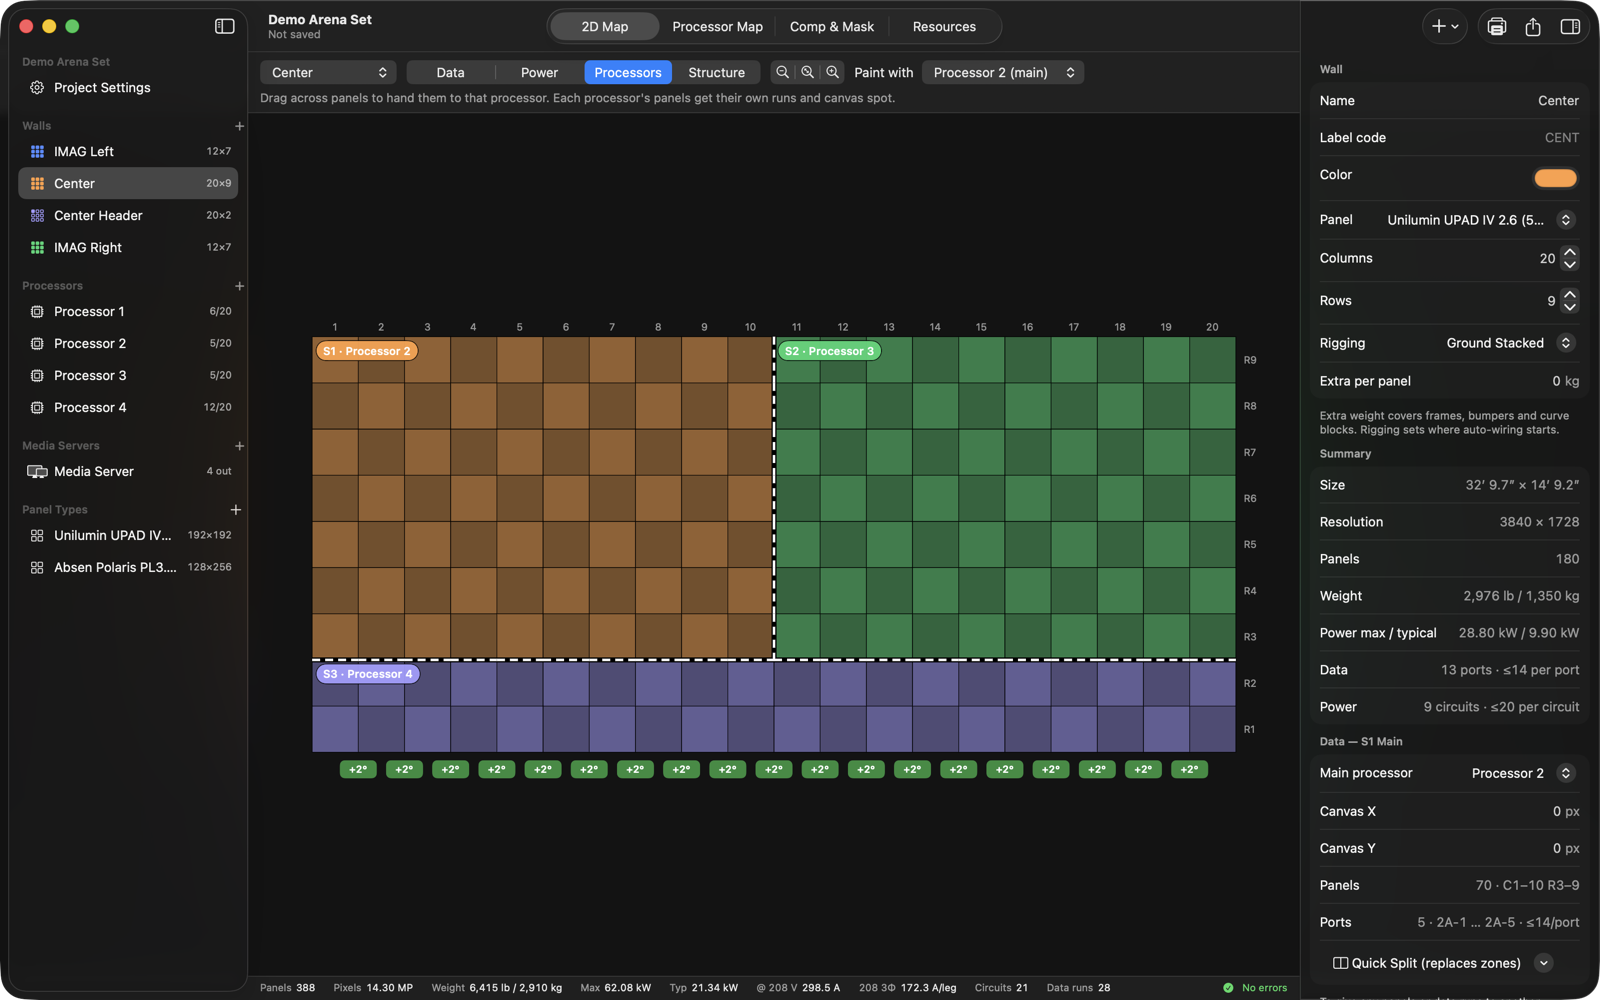 Demo Arena Set
Project Settings
Walls
IMAG Left 12×7
Center 20×9
Center Header 20×2
IMAG Right 12×7
Processors
Processor 1 6/20
Processor 2 5/20
Processor 3 5/20
Processor 4 12/20
Media Servers
Media Server 4 out
Panel Types
Unilumin UPAD IV... 192×192
Absen Polaris PL3.... 128×256
Demo Arena Set
Not saved
2D Map Processor Map Comp & Mask Resources
Center Data Power Processors Structure Paint with Processor 2 (main)
Drag across panels to hand them to that processor. Each processor's panels get their own runs and canvas spot.
1 2 3 4 5 6 7 8 9 10 11 12 13 14 15 16 17 18 19 20
S1 · Processor 2 S2 · Processor 3
R9
R8
R7
R6
R5
R4
R3
S3 · Processor 4
R2
R1
+2° +2° +2° +2° +2° +2° +2° +2° +2° +2° +2° +2° +2° +2° +2° +2° +2° +2° +2°
Panels 388 Pixels 14.30 MP Weight 6,415 lb / 2,910 kg Max 62.08 kW Typ 21.34 kW @ 208 V 298.5 A 208 3Φ 172.3 A/leg Circuits 21 Data runs 28 No errors
Wall
Name Center
Label code CENT
Color
Panel Unilumin UPAD IV 2.6 (5...
Columns 20
Rows 9
Rigging Ground Stacked
Extra per panel 0 kg
Extra weight covers frames, bumpers and curve
blocks. Rigging sets where auto-wiring starts.
Summary
Size 32′ 9.7″ × 14′ 9.2″
Resolution 3840 × 1728
Panels 180
Weight 2,976 lb / 1,350 kg
Power max / typical 28.80 kW / 9.90 kW
Data 13 ports · ≤14 per port
Power 9 circuits · ≤20 per circuit
Data — S1 Main
Main processor Processor 2
Canvas X 0 px
Canvas Y 0 px
Panels 70 · C1–10 R3–9
Ports 5 · 2A-1 ... 2A-5 · ≤14/port
Quick Split (replaces zones)